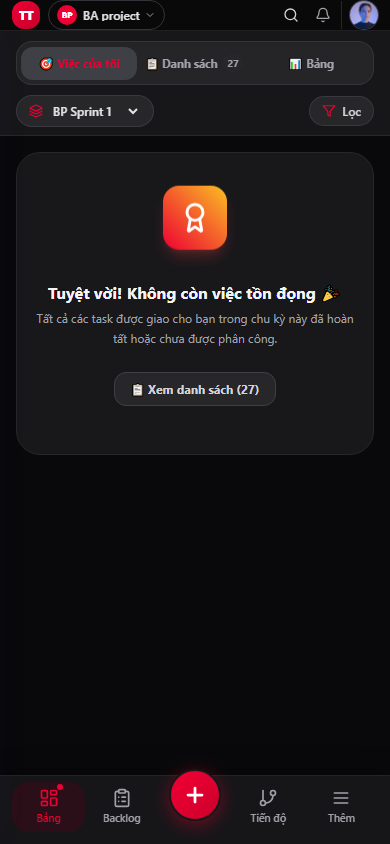 TT BP BA project
Việc của tôi Danh sách 27 Bảng
BP Sprint 1 Lọc
Tuyệt vời! Không còn việc tồn đọng 🎉
Tất cả các task được giao cho bạn trong chu kỳ này đã hoàn
tất hoặc chưa được phân công.
Xem danh sách (27)
Bảng Backlog Tiến độ Thêm